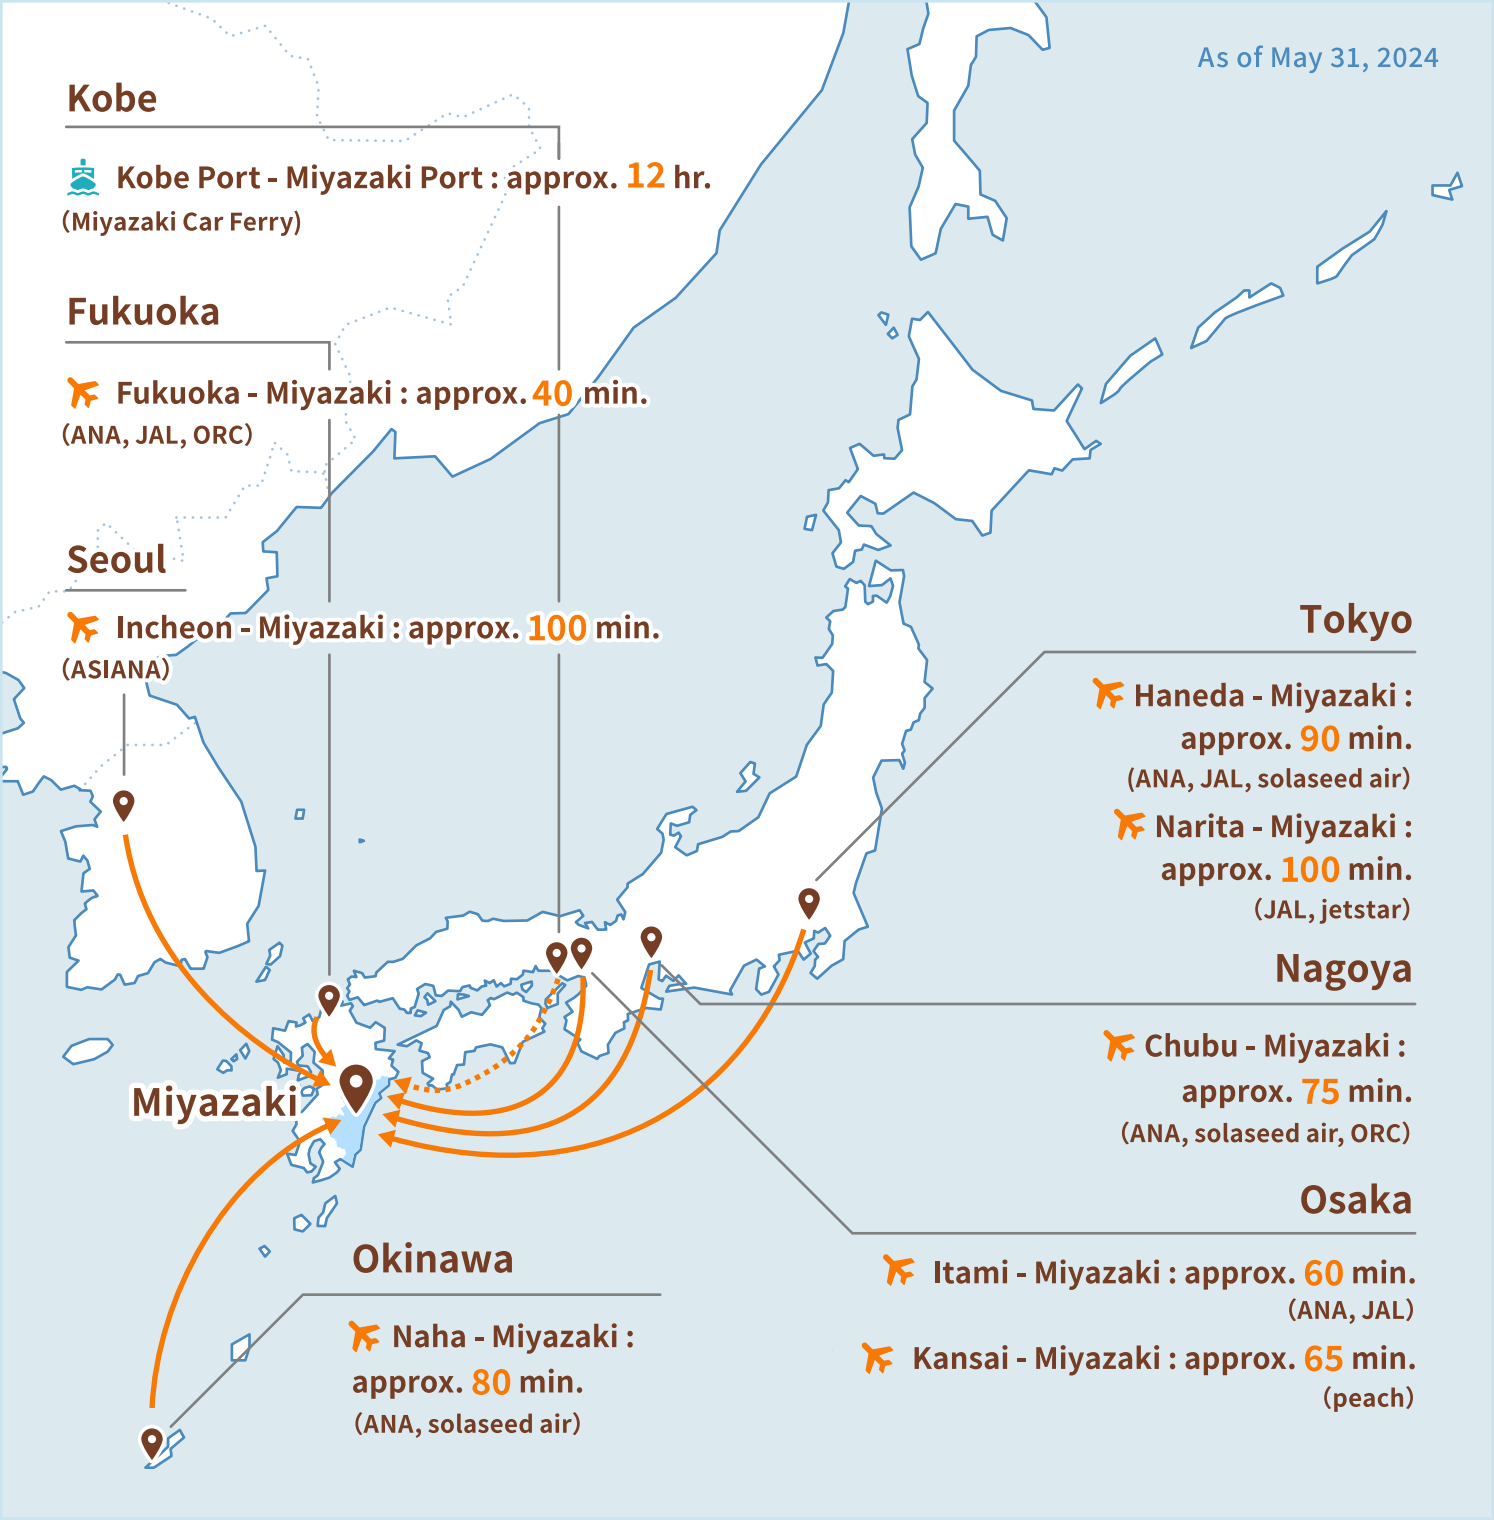 As of May 31, 2024
Kobe
Kobe Port - Miyazaki Port : approx. 12 hr.
(Miyazaki Car Ferry)
Fukuoka
Fukuoka - Miyazaki : approx. 40 min.
(ANA, JAL, ORC)
Seoul
Incheon - Miyazaki : approx. 100 min.
(ASIANA)
Tokyo
Haneda - Miyazaki :
approx. 90 min.
(ANA, JAL, solaseed air)
Narita - Miyazaki :
approx. 100 min.
(JAL, jetstar)
Nagoya
Chubu - Miyazaki :
approx. 75 min.
(ANA, solaseed air, ORC)
Miyazaki
Osaka
Itami - Miyazaki : approx. 60 min.
(ANA, JAL)
Kansai - Miyazaki : approx. 65 min.
(peach)
Okinawa
Naha - Miyazaki :
approx. 80 min.
(ANA, solaseed air)